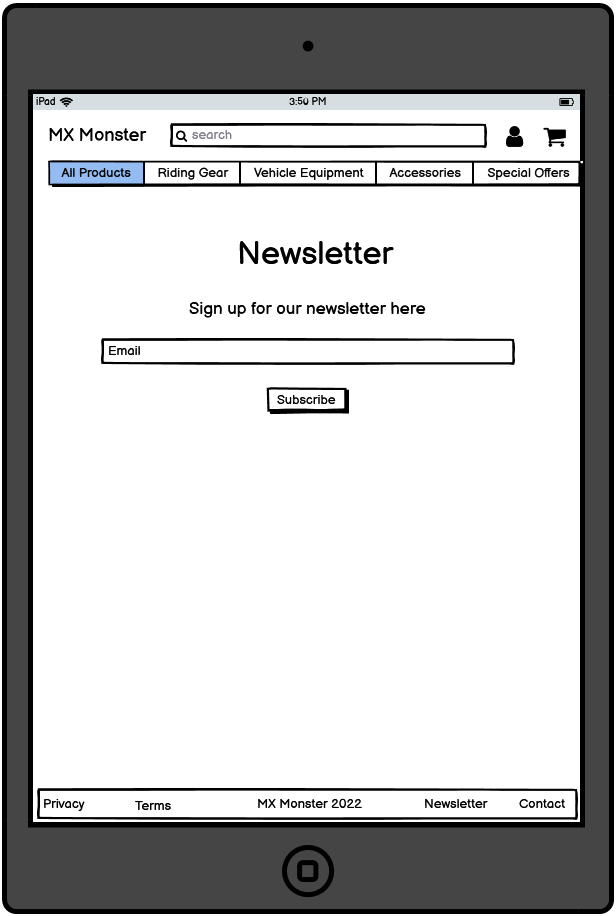 iPad 3:50 PM
MX Monster search
All Products Riding Gear Vehicle Equipment Accessories Special Offers
Newsletter
Sign up for our newsletter here
Email
Subscribe
Privacy Terms MX Monster 2022 Newsletter Contact